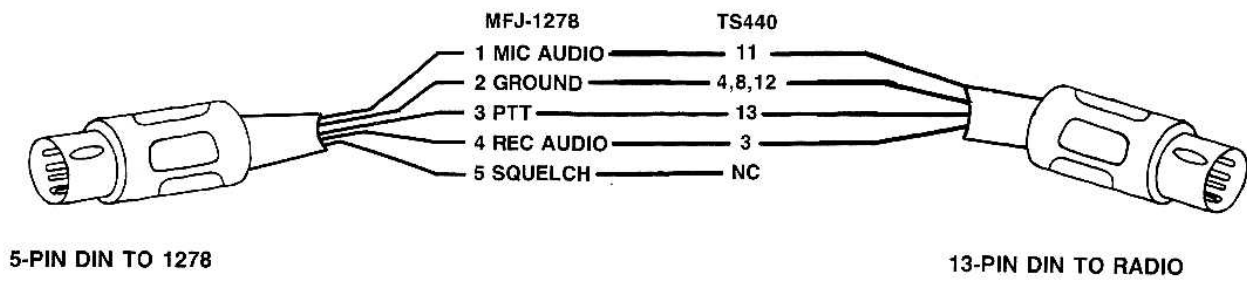 MFJ-1278 TS440
1 MIC AUDIO 11
2 GROUND 4,8,12
3 PTT 13
4 REC AUDIO 3
5 SQUELCH NC
5-PIN DIN TO 1278
13-PIN DIN TO RADIO